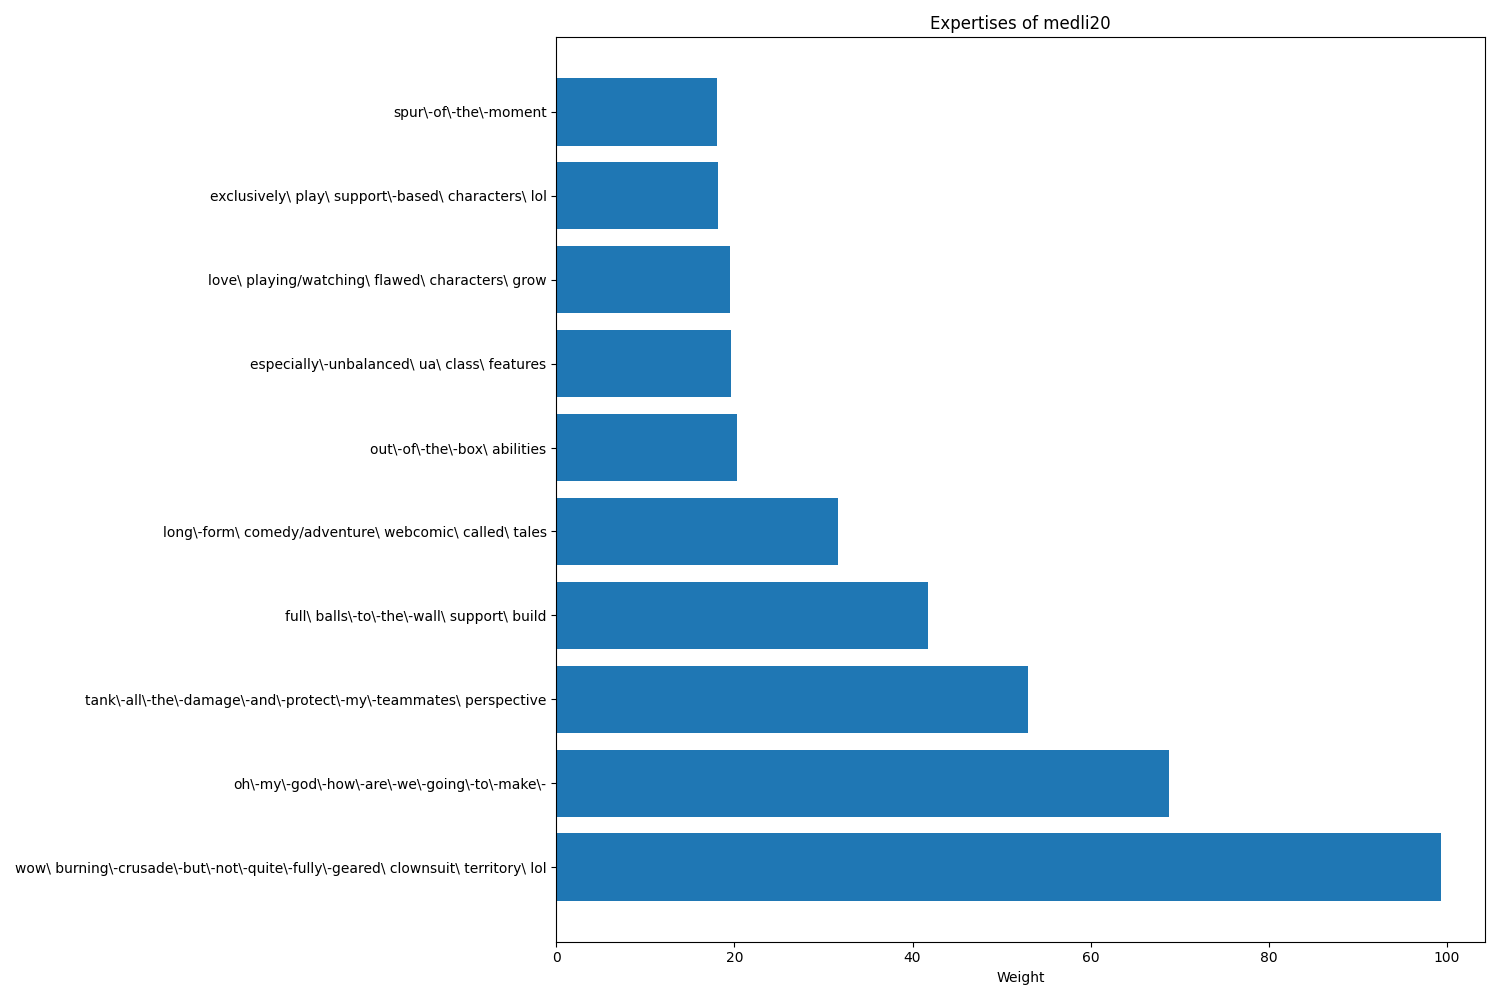 Expertises of medli20
spur\-of\-the\-moment
exclusively\ play\ support\-based\ characters\ lol
love\ playing/watching\ flawed\ characters\ grow
especially\-unbalanced\ ua\ class\ features
out\-of\-the\-box\ abilities
long\-form\ comedy/adventure\ webcomic\ called\ tales
full\ balls\-to\-the\-wall\ support\ build
tank\-all\-the\-damage\-and\-protect\-my\-teammates\ perspective
oh\-my\-god\-how\-are\-we\-going\-to\-make\-
wow\ burning\-crusade\-but\-not\-quite\-fully\-geared\ clownsuit\ territory\ lol
0 20 40 60 80 100
Weight